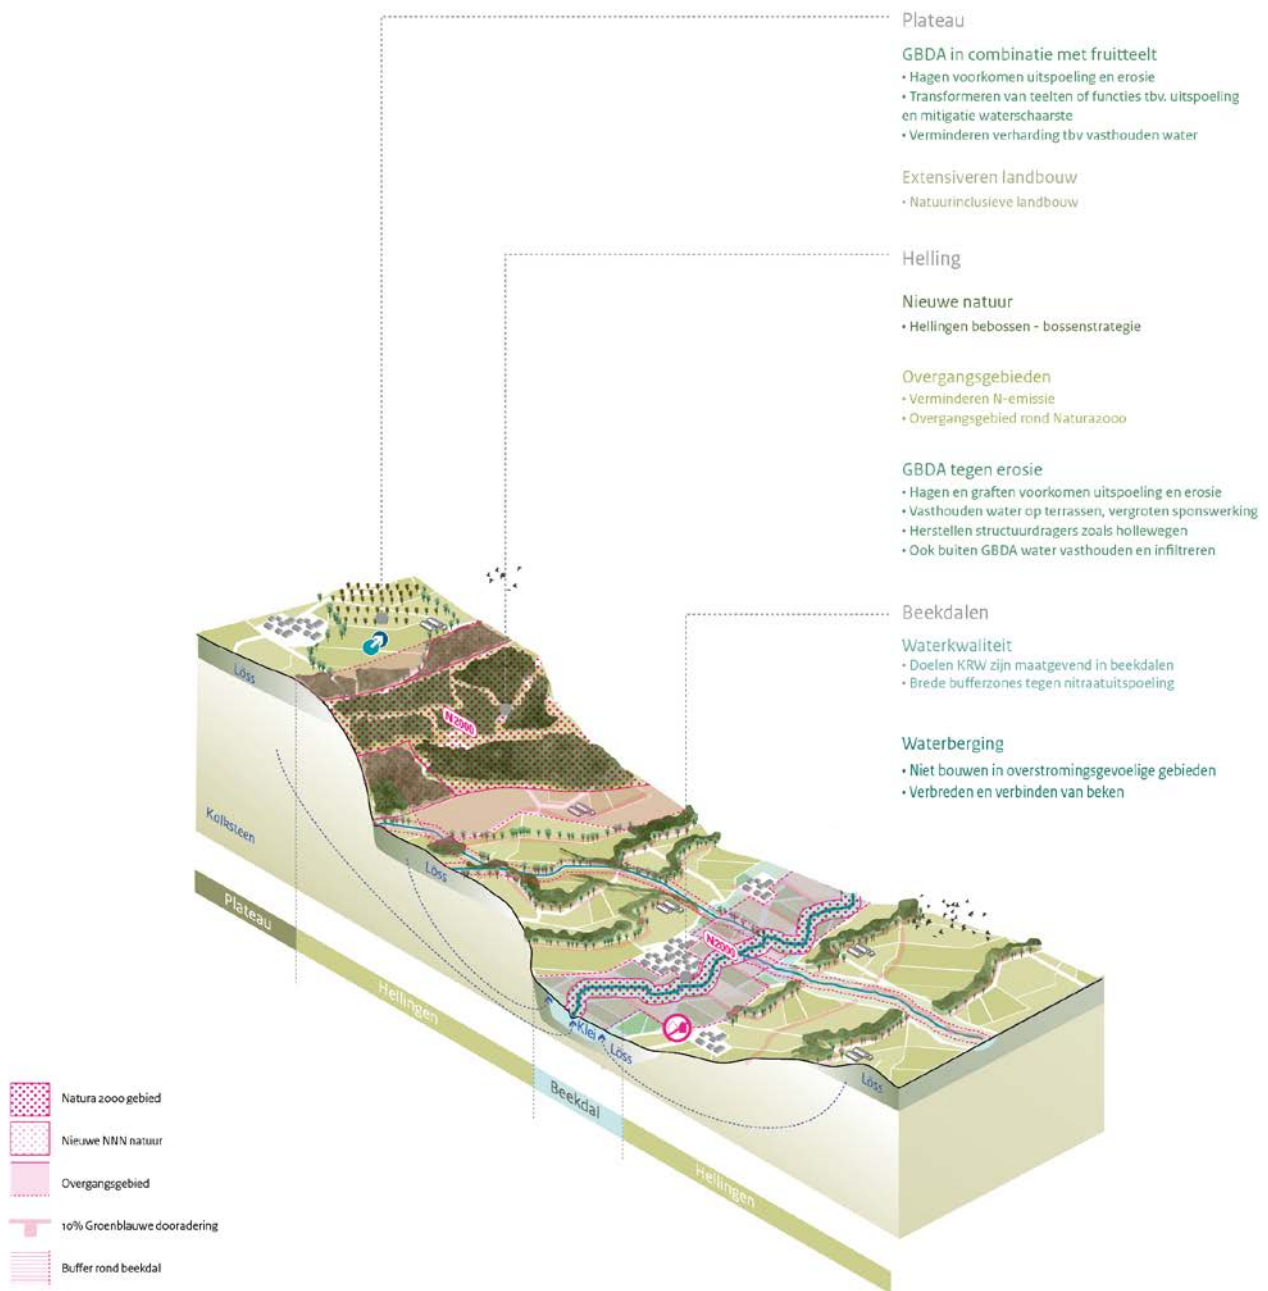 Plateau
GBDA in combinatie met fruitteelt
• Hagen voorkomen uitspoeling en erosie
• Transformeren van teelten of functies tbv. uitspoeling
en mitigatie waterschaarste
• Verminderen verharding tbv vasthouden water
Extensiveren landbouw
• Natuurinclusieve landbouw
Helling
Nieuwe natuur
• Hellingen bebossen - bossenstrategie
Overgangsgebieden
• Verminderen N-emissie
• Overgangsgebied rond Natura2000
GBDA tegen erosie
• Hagen en graften voorkomen uitspoeling en erosie
• Vasthouden water op terrassen, vergroten sponswerking
• Herstellen structuurdragers zoals hollewegen
• Ook buiten GBDA water vasthouden en infiltreren
Beekdalen
Waterkwaliteit
• Doelen KRW zijn maatgevend in beekdalen
• Brede bufferzones tegen nitraatuitspoeling
Waterberging
• Niet bouwen in overstromingsgevoelige gebieden
• Verbreden en verbinden van beken
Löss
N2000
Kalksteen
Löss
N2000
Plateau
Hellingen
Klei
Löss
Löss
Beekdal
Hellingen
Natura 2000 gebied
Nieuwe NNN natuur
Overgangsgebied
10% Groenblauwe dooradering
Buffer rond beekdal